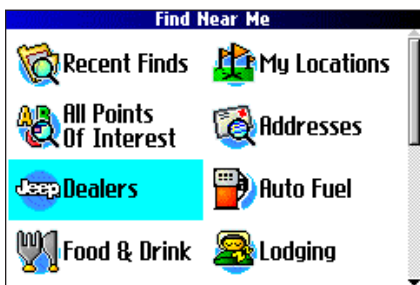 Find Near Me
Recent Finds
My Locations
All Points
Of Interest
Addresses
Jeep Dealers
Auto Fuel
Food & Drink
Lodging